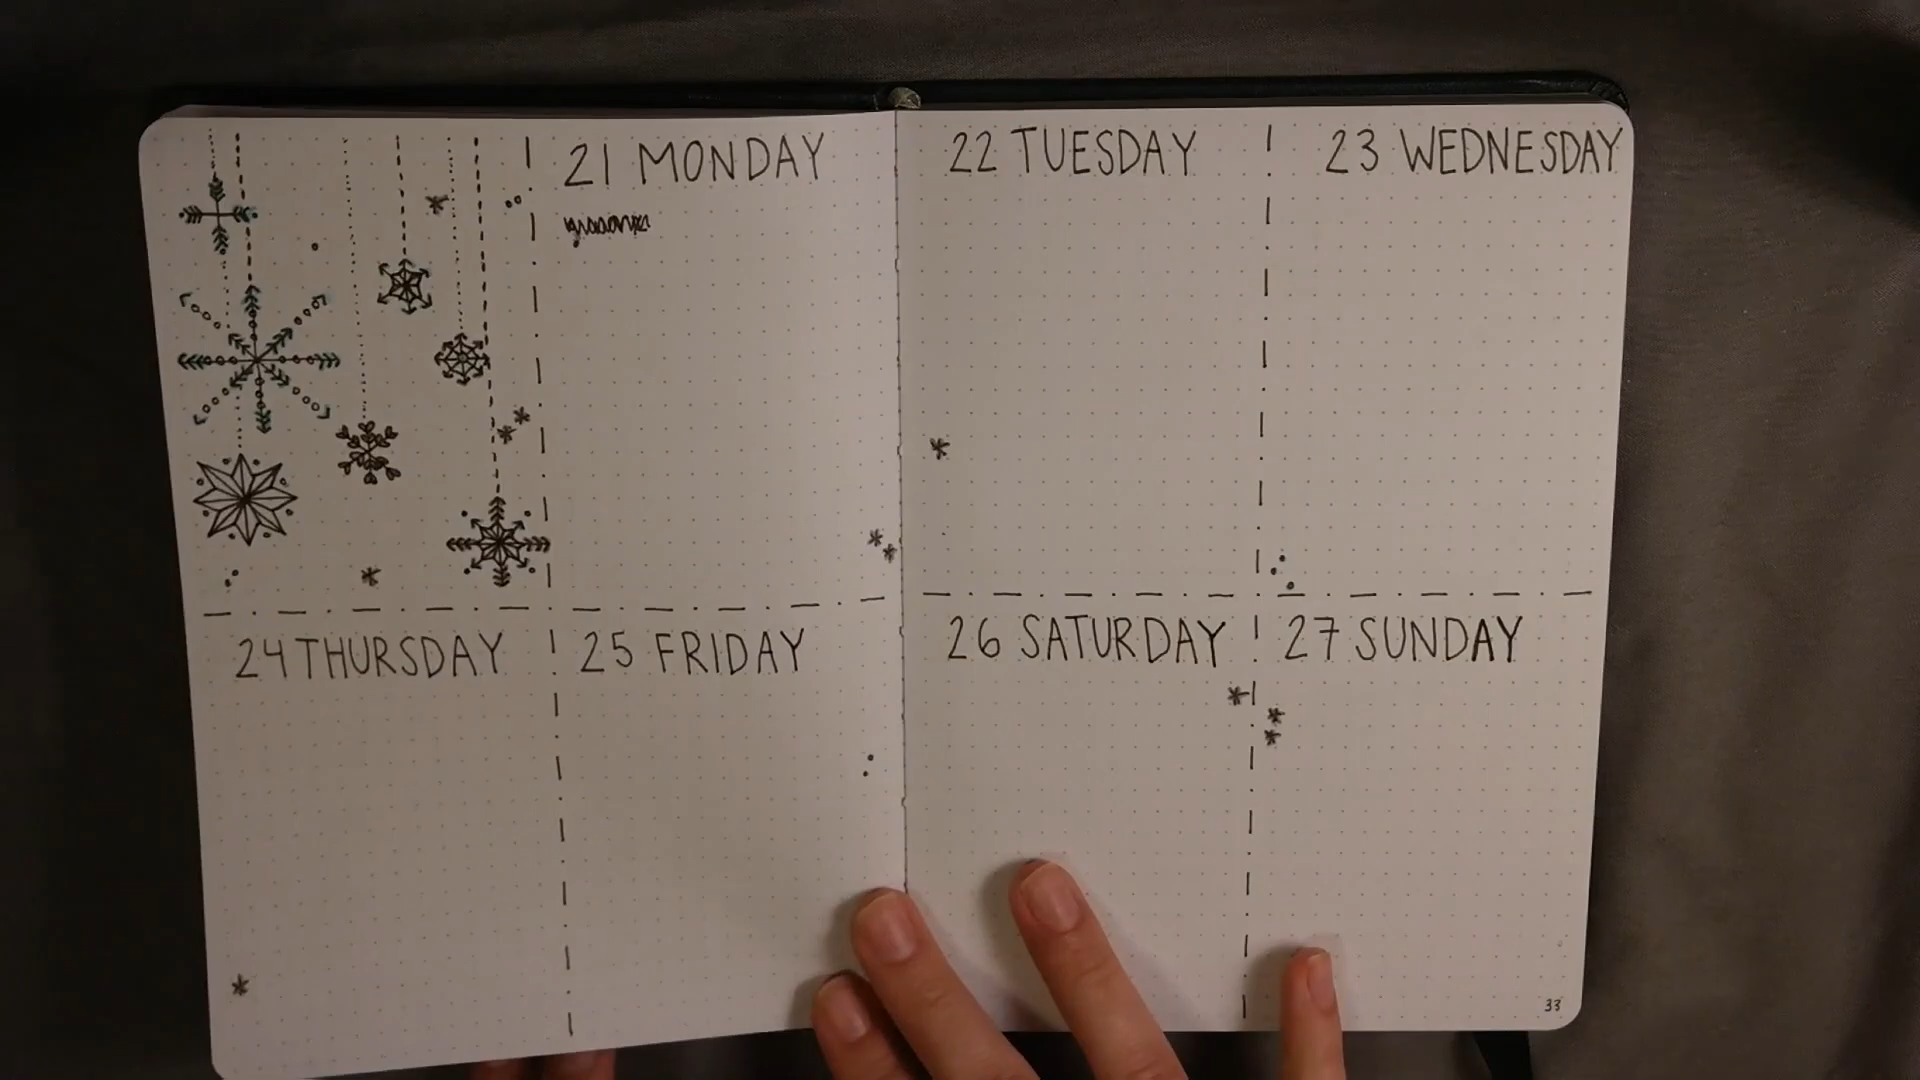 21 MONDAY
22 TUESDAY
23 WEDNESDAY
24 THURSDAY
25 FRIDAY
26 SATURDAY
27 SUNDAY
33